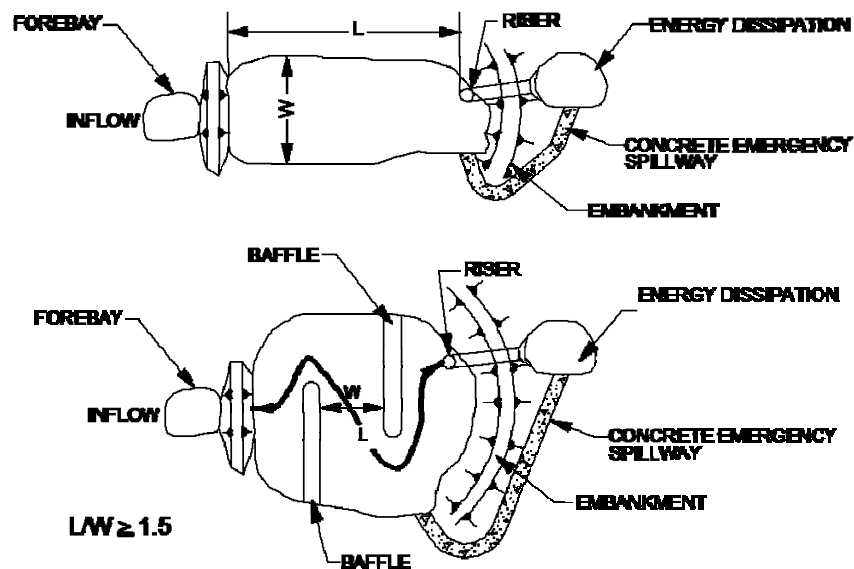 FOREBAY
L
RISER
ENERGY DISSIPATION
INFLOW
W
CONCRETE EMERGENCY
SPILLWAY
EMBANKMENT
BAFFLE
RISER
ENERGY DISSIPATION
FOREBAY
W
INFLOW
L
CONCRETE EMERGENCY
SPILLWAY
EMBANKMENT
L/W ≥ 1.5
BAFFLE